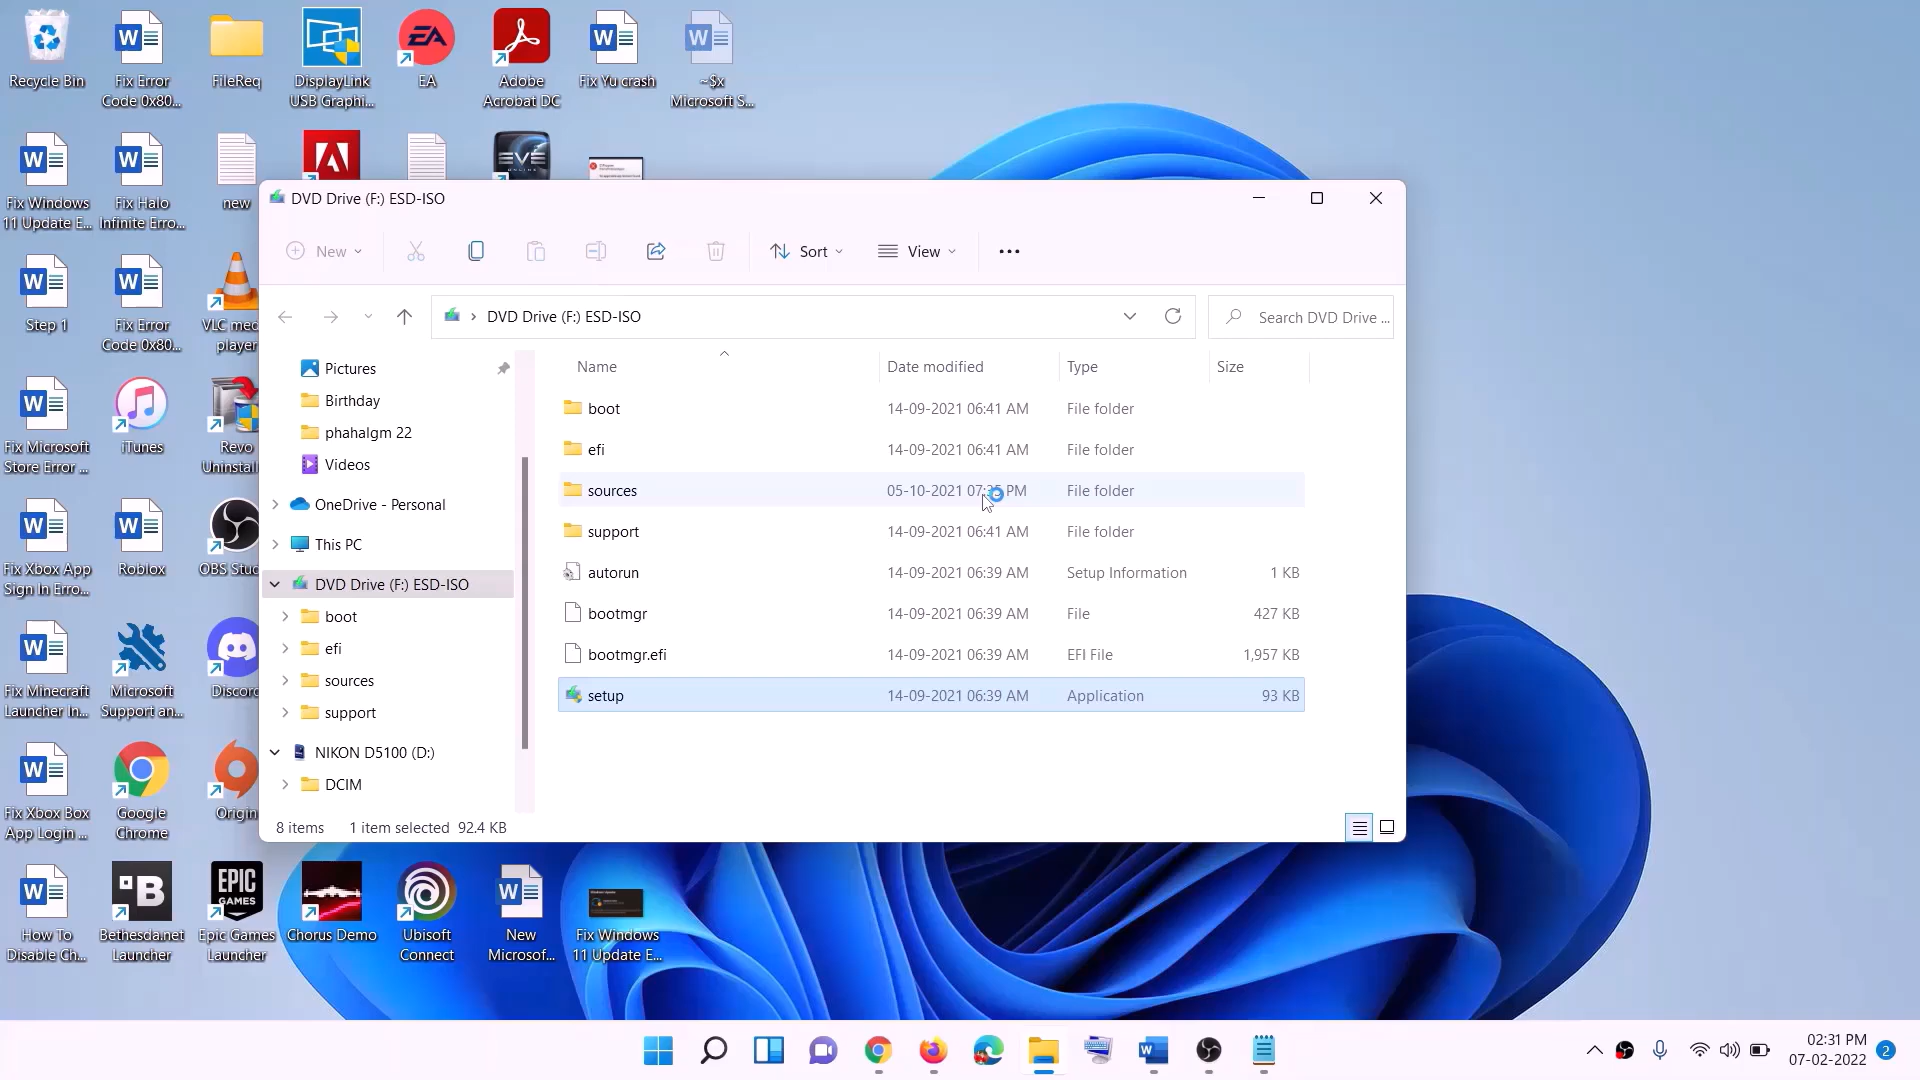 Recycle Bin
Fix Error
Code 0x80...
FileReq
DisplayLink
USB Graphi...
EA
Adobe
Acrobat DC
Fix Yu crash
~$x
Microsoft S...
Fix Windows
11 Update E...
Fix Halo
Infinite Erro...
new
EVE
ONLINE
Step 1
Fix Error
Code 0x80...
VLC med
player
Fix Microsoft
Store Error ...
iTunes
Revo
Uninstall
Fix Xbox App
Sign In Erro...
Roblox
OBS Stud
Fix Minecraft
Launcher In...
Microsoft
Support an...
Discord
Fix Xbox Box
App Login ...
Google
Chrome
Origin
How To
Disable Ch...
Bethesda.net
Launcher
EPIC
GAMES
Epic Games
Launcher
Chorus Demo
Ubisoft
Connect
New
Microsof...
Fix Windows
11 Update E...
DVD Drive (F:) ESD-ISO
New
Sort
View
DVD Drive (F:) ESD-ISO
Search DVD Drive ...
Pictures
Birthday
phahalgm 22
Videos
OneDrive - Personal
This PC
DVD Drive (F:) ESD-ISO
boot
efi
sources
support
NIKON D5100 (D:)
DCIM
Name Date modified Type Size
boot 14-09-2021 06:41 AM File folder
efi 14-09-2021 06:41 AM File folder
sources 05-10-2021 PM File folder
support 14-09-2021 06:41 AM File folder
autorun 14-09-2021 06:39 AM Setup Information 1 KB
bootmgr 14-09-2021 06:39 AM File 427 KB
bootmgr.efi 14-09-2021 06:39 AM EFI File 1,957 KB
setup 14-09-2021 06:39 AM Application 93 KB
8 items 1 item selected 92.4 KB
02:31 PM
07-02-2022
2